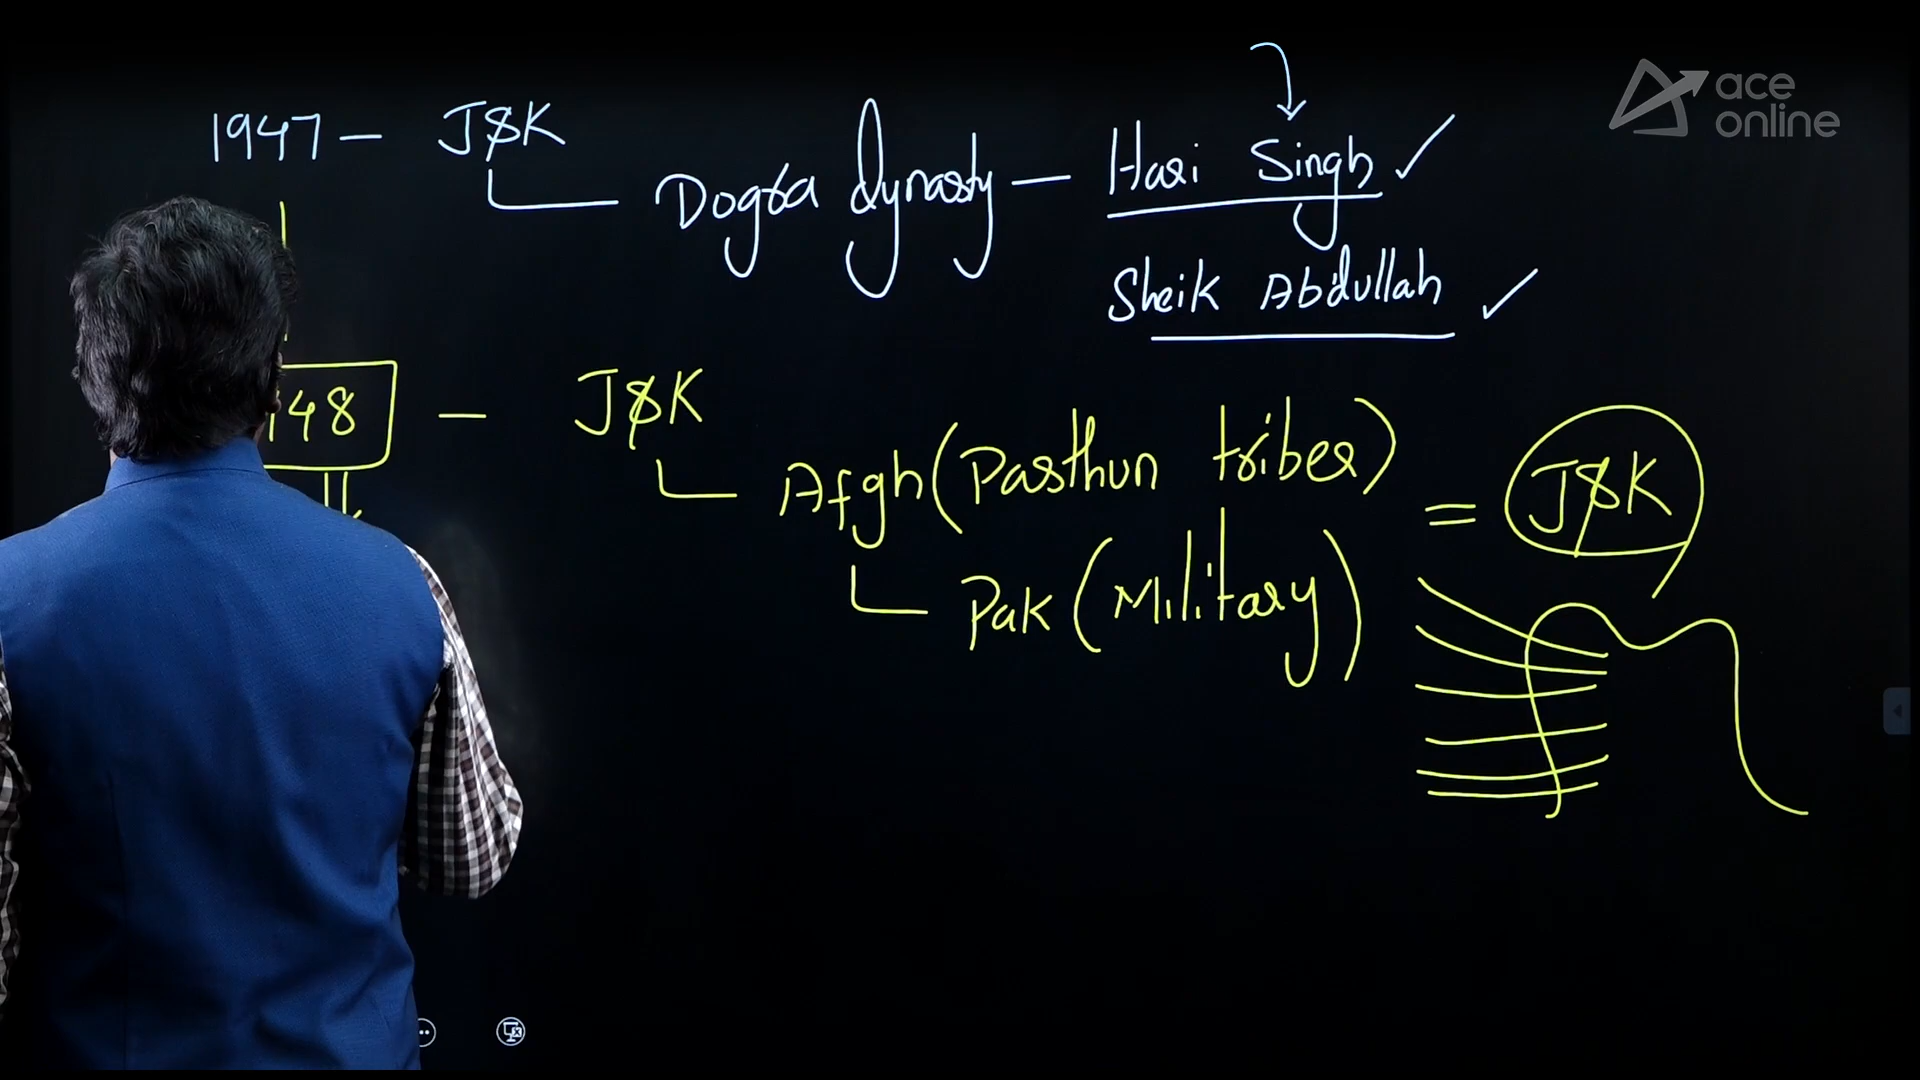 ace
online
1947 – J&K
Dogra dynasty – Hari Singh ✓
Sheik Abdullah ✓
48 – J&K
Afgh (Pasthun tribes)
= J&K
Pak (Military)